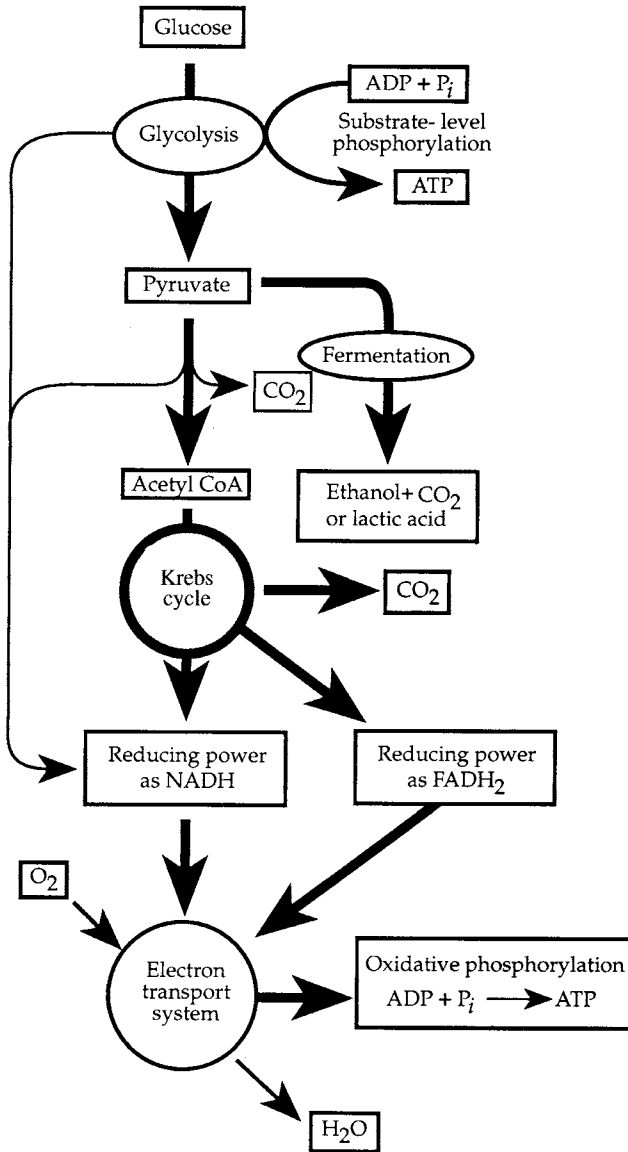 Glucose
ADP + Pi
Glycolysis
Substrate- level
phosphorylation
ATP
Pyruvate
Fermentation
CO2
Acetyl CoA
Ethanol+ CO2
or lactic acid
Krebs
cycle
CO2
Reducing power
as NADH
Reducing power
as FADH2
O2
Electron
transport
system
Oxidative phosphorylation
ADP + Pi ATP
H2O